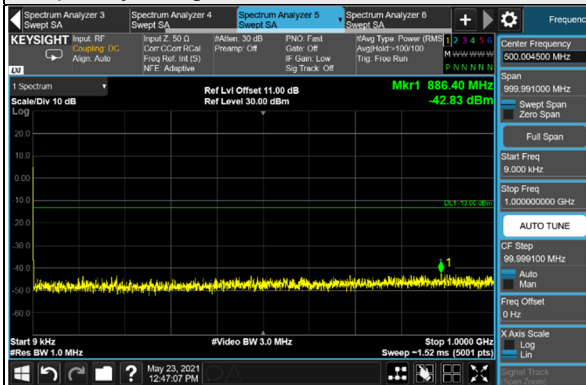 Spectrum Analyzer 3
Swept SA
Spectrum Analyzer 4
Swept SA
Spectrum Analyzer 5
Swept SA
Spectrum Analyzer 6
Swept SA
+
Frequency
KEYSIGHT
Input: RF
Coupling: DC
Align: Auto
Input Z: 50 Ω
Corr CCorr RCal
Freq Ref: Int (S)
NFE: Adaptive
#Atten: 30 dB
Preamp: Off
PNO: Fast
Gate: Off
IF Gain: Low
Sig Track: Off
#Avg Type: Power (RMS
Avg|Hold:>100/100
Trig: Free Run
1 2 3 4 5 6
M W W W W W
P N N N N N
LXI
1 Spectrum
Scale/Div 10 dB
Log
Ref Lvl Offset 11.00 dB
Ref Level 30.00 dBm
Mkr1 886.40 MHz
-42.83 dBm
20.0
10.0
0.00
-10.0
-20.0
-30.0
-40.0
-50.0
-60.0
DL1 -13.00 dBm
1
Start 9 kHz
#Res BW 1.0 MHz
#Video BW 3.0 MHz
Stop 1.0000 GHz
Sweep ~1.52 ms (5001 pts)
Center Frequency
500.004500 MHz
Span
999.991000 MHz
Swept Span
Zero Span
Full Span
Start Freq
9.000 kHz
Stop Freq
1.000000000 GHz
AUTO TUNE
CF Step
99.999100 MHz
Auto
Man
Freq Offset
0 Hz
X Axis Scale
Log
Lin
Signal Track
(Span Zoom)
?
May 23, 2021
12:47:07 PM